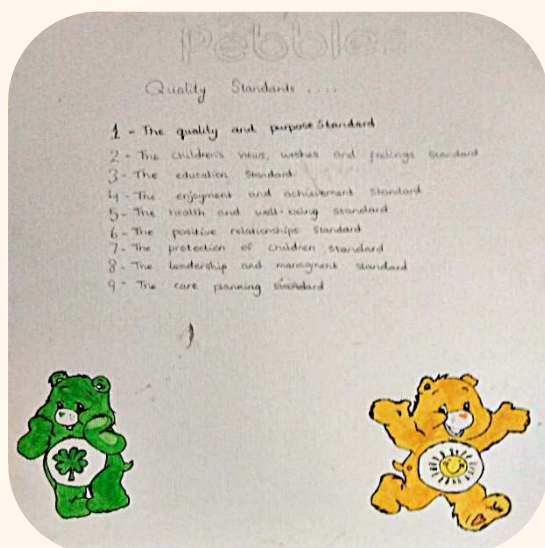 Pebbles
Quality Standards ....
1 - The quality and purpose Standard
2 - The children's views, wishes and feelings standard
3 - The education standard
4 - The enjoyment and achievement standard
5 - The health and well-being standard
6 - The positive relationships standard
7 - The protection of children standard
8 - The leadership and managment standard
9 - The care planning standard